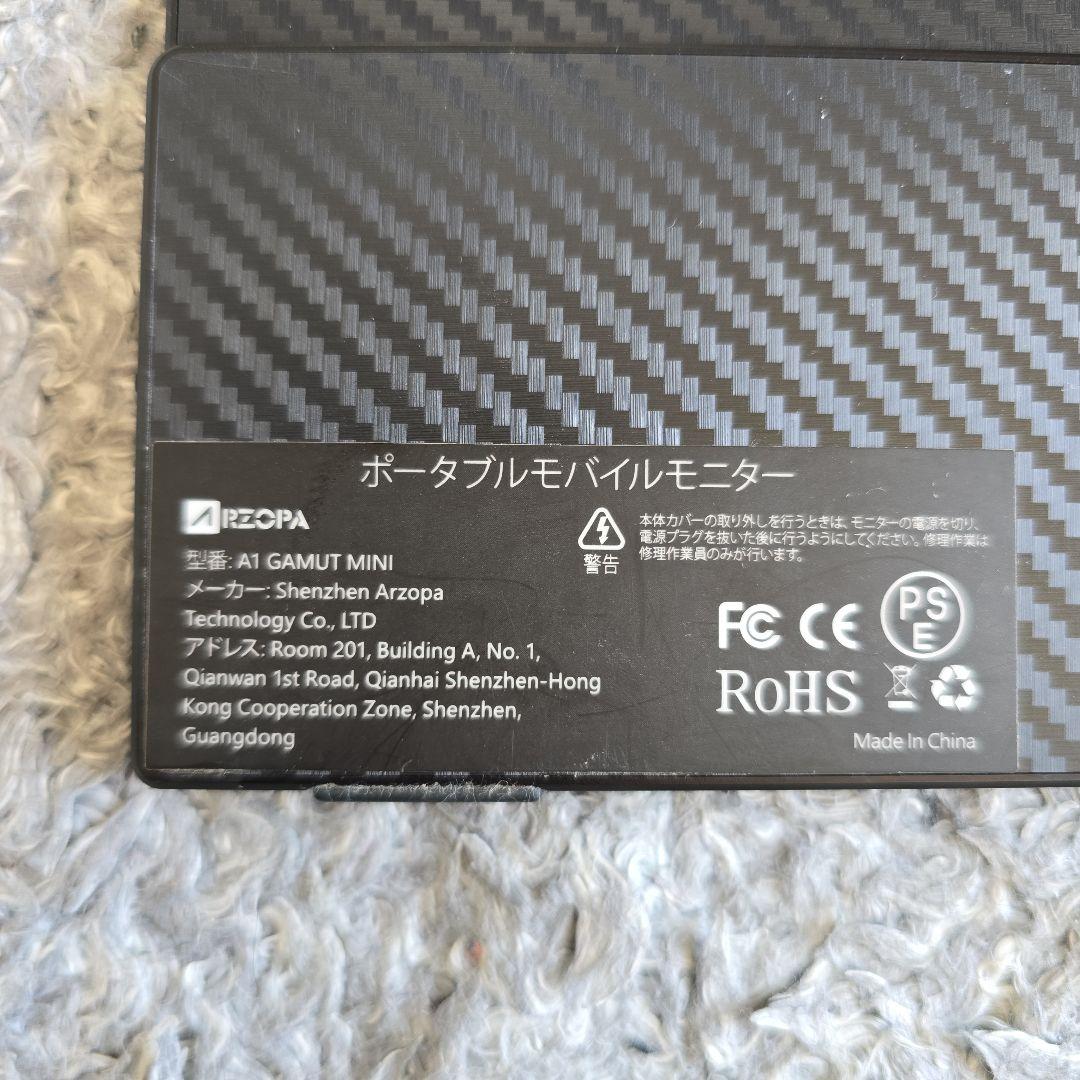 ポータブルモバイルモニター
ARZOPA
型番: A1 GAMUT MINI
メーカー: Shenzhen Arzopa
Technology Co., LTD
アドレス: Room 201, Building A, No. 1,
Qianwan 1st Road, Qianhai Shenzhen-Hong
Kong Cooperation Zone, Shenzhen,
Guangdong
警告
本体カバーの取り外しを行うときは、モニターの電源を切り、
電源プラグを抜いた後に行うようにしてください。修理作業は
修理作業員のみが行います。
FC CE PSE
RoHS
Made In China